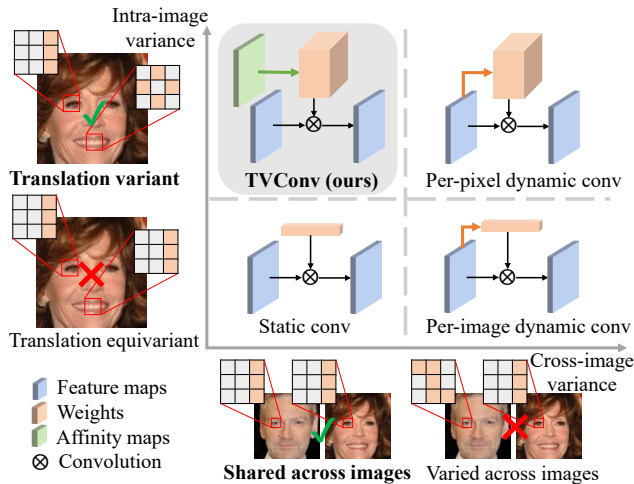 Intra-image
variance
Translation variant
TVConv (ours)
Per-pixel dynamic conv
Translation equivariant
Static conv
Per-image dynamic conv
Cross-image
variance
Feature maps
Weights
Affinity maps
Convolution
Shared across images
Varied across images